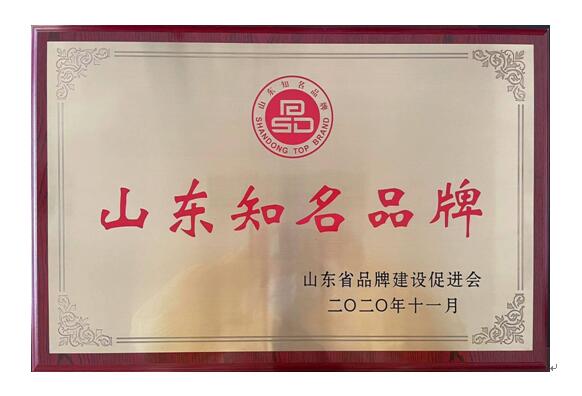 山东知名品牌
SD
SHANDONG TOP BRAND
山东知名品牌
山东省品牌建设促进会
二〇二〇年十一月